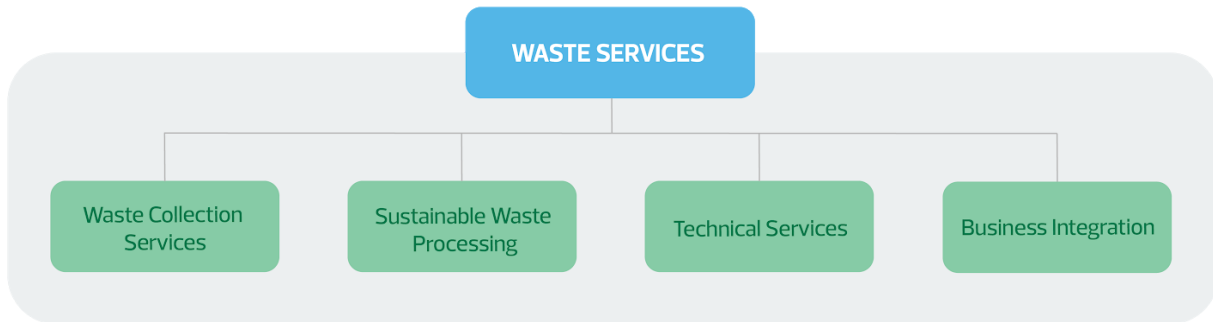 WASTE SERVICES
Waste Collection
Services
Sustainable Waste
Processing
Technical Services
Business Integration